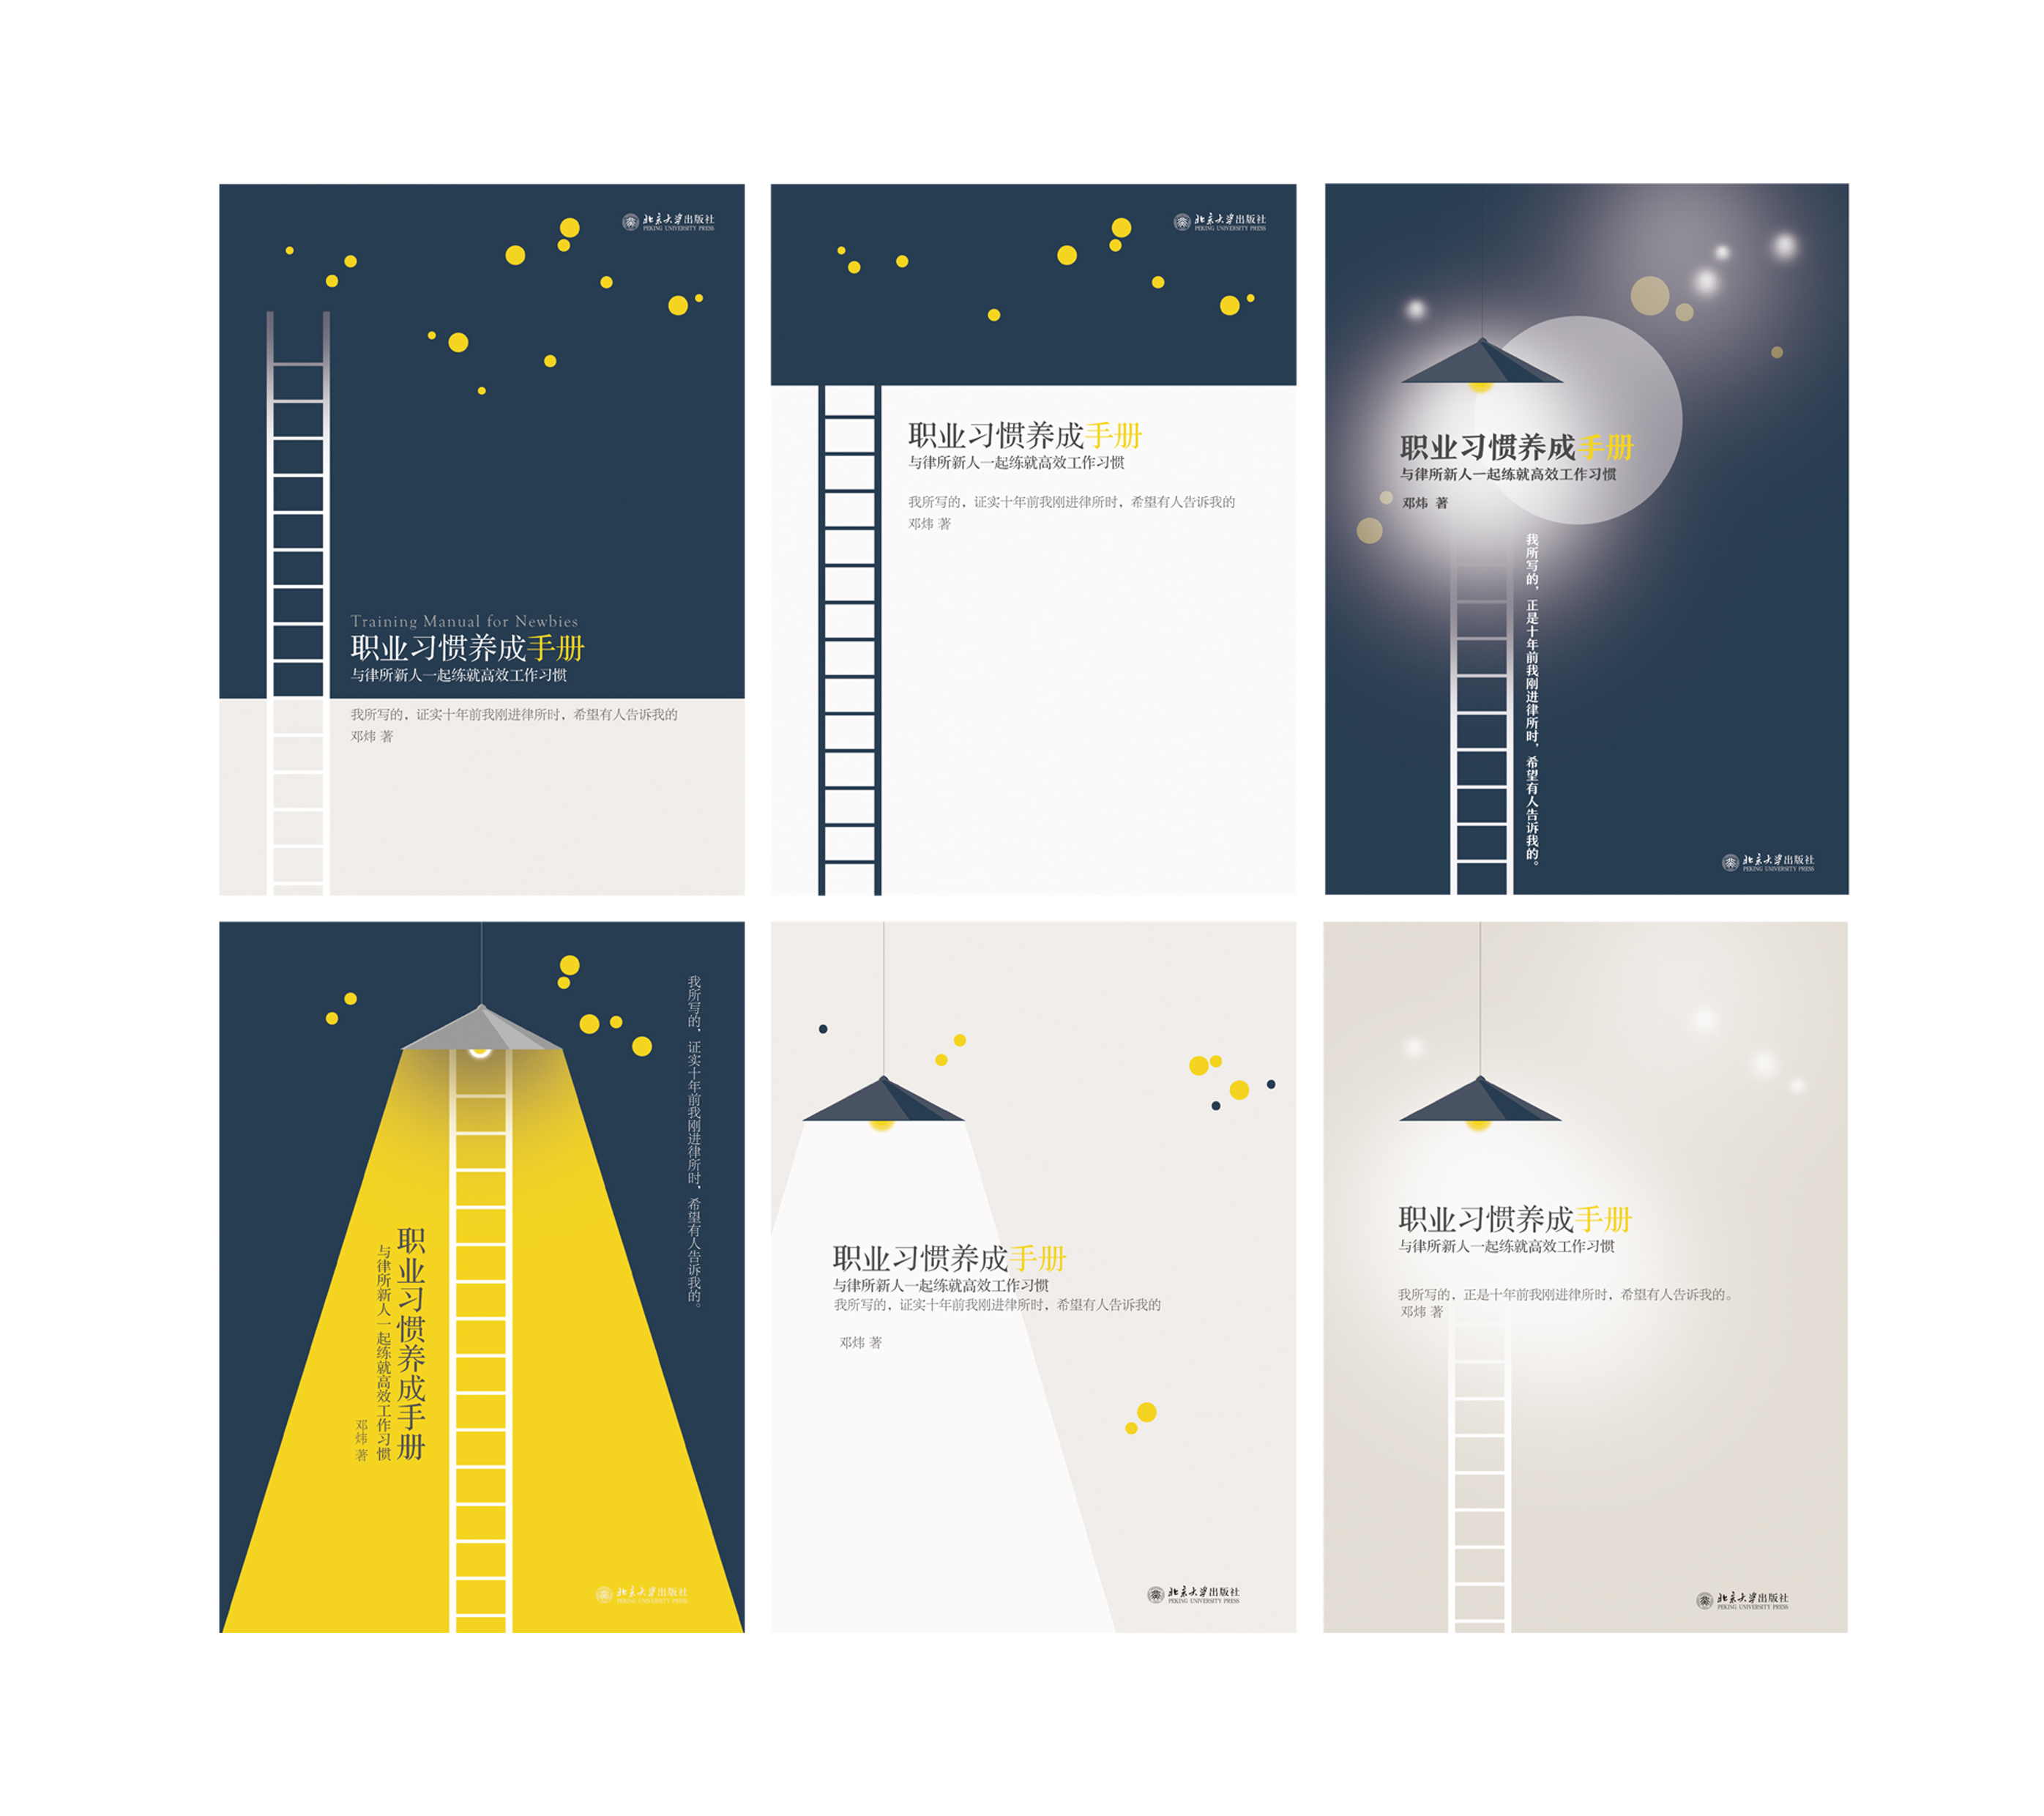 北京大学出版社
PEKING UNIVERSITY PRESS
Training Manual for Newbies
职业习惯养成手册
与律所新人一起练就高效工作习惯
我所写的，证实十年前我刚进律所时，希望有人告诉我的
邓炜 著
北京大学出版社
PEKING UNIVERSITY PRESS
职业习惯养成手册
与律所新人一起练就高效工作习惯
我所写的，证实十年前我刚进律所时，希望有人告诉我的
邓炜 著
职业习惯养成手册
与律所新人一起练就高效工作习惯
邓炜 著
我所写的，正是十年前我刚进律所时，希望有人告诉我的。
北京大学出版社
PEKING UNIVERSITY PRESS
我所写的，证实十年前我刚进律所时，希望有人告诉我的。
职业习惯养成手册
与律所新人一起练就高效工作习惯
邓炜 著
北京大学出版社
PEKING UNIVERSITY PRESS
职业习惯养成手册
与律所新人一起练就高效工作习惯
我所写的，证实十年前我刚进律所时，希望有人告诉我的
邓炜 著
北京大学出版社
PEKING UNIVERSITY PRESS
职业习惯养成手册
与律所新人一起练就高效工作习惯
我所写的，正是十年前我刚进律所时，希望有人告诉我的。
邓炜 著
北京大学出版社
PEKING UNIVERSITY PRESS